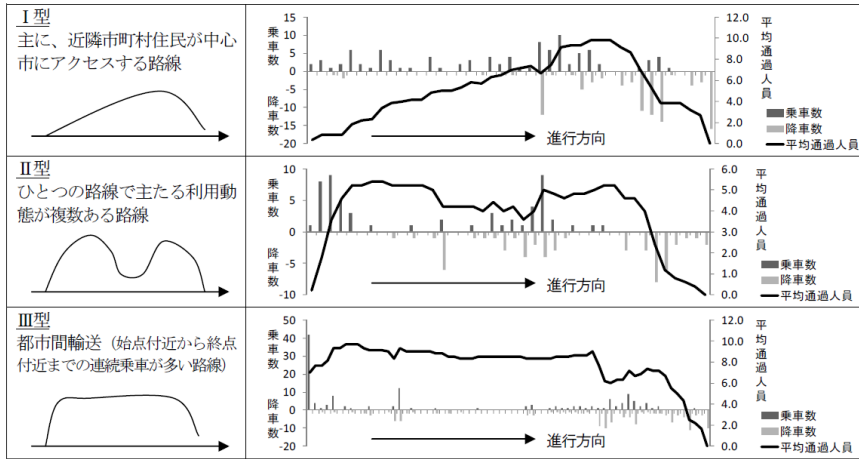 Ⅰ型
主に、近隣市町村住民が中心
市にアクセスする路線
乗車数
降車数
15
10
5
0
-5
-10
-15
-20
12.0
10.0
8.0
6.0
4.0
2.0
0.0
平均通過人員
進行方向
乗車数
降車数
平均通過人員
Ⅱ型
ひとつの路線で主たる利用動
態が複数ある路線
乗車数
降車数
10
5
0
-5
-10
6.0
5.0
4.0
3.0
2.0
1.0
0.0
平均通過人員
進行方向
乗車数
降車数
平均通過人員
Ⅲ型
都市間輸送（始点付近から終点
付近までの連続乗車が多い路線）
乗車数
降車数
50
40
30
20
10
0
-10
-20
12.0
10.0
8.0
6.0
4.0
2.0
0.0
平均通過人員
進行方向
乗車数
降車数
平均通過人員